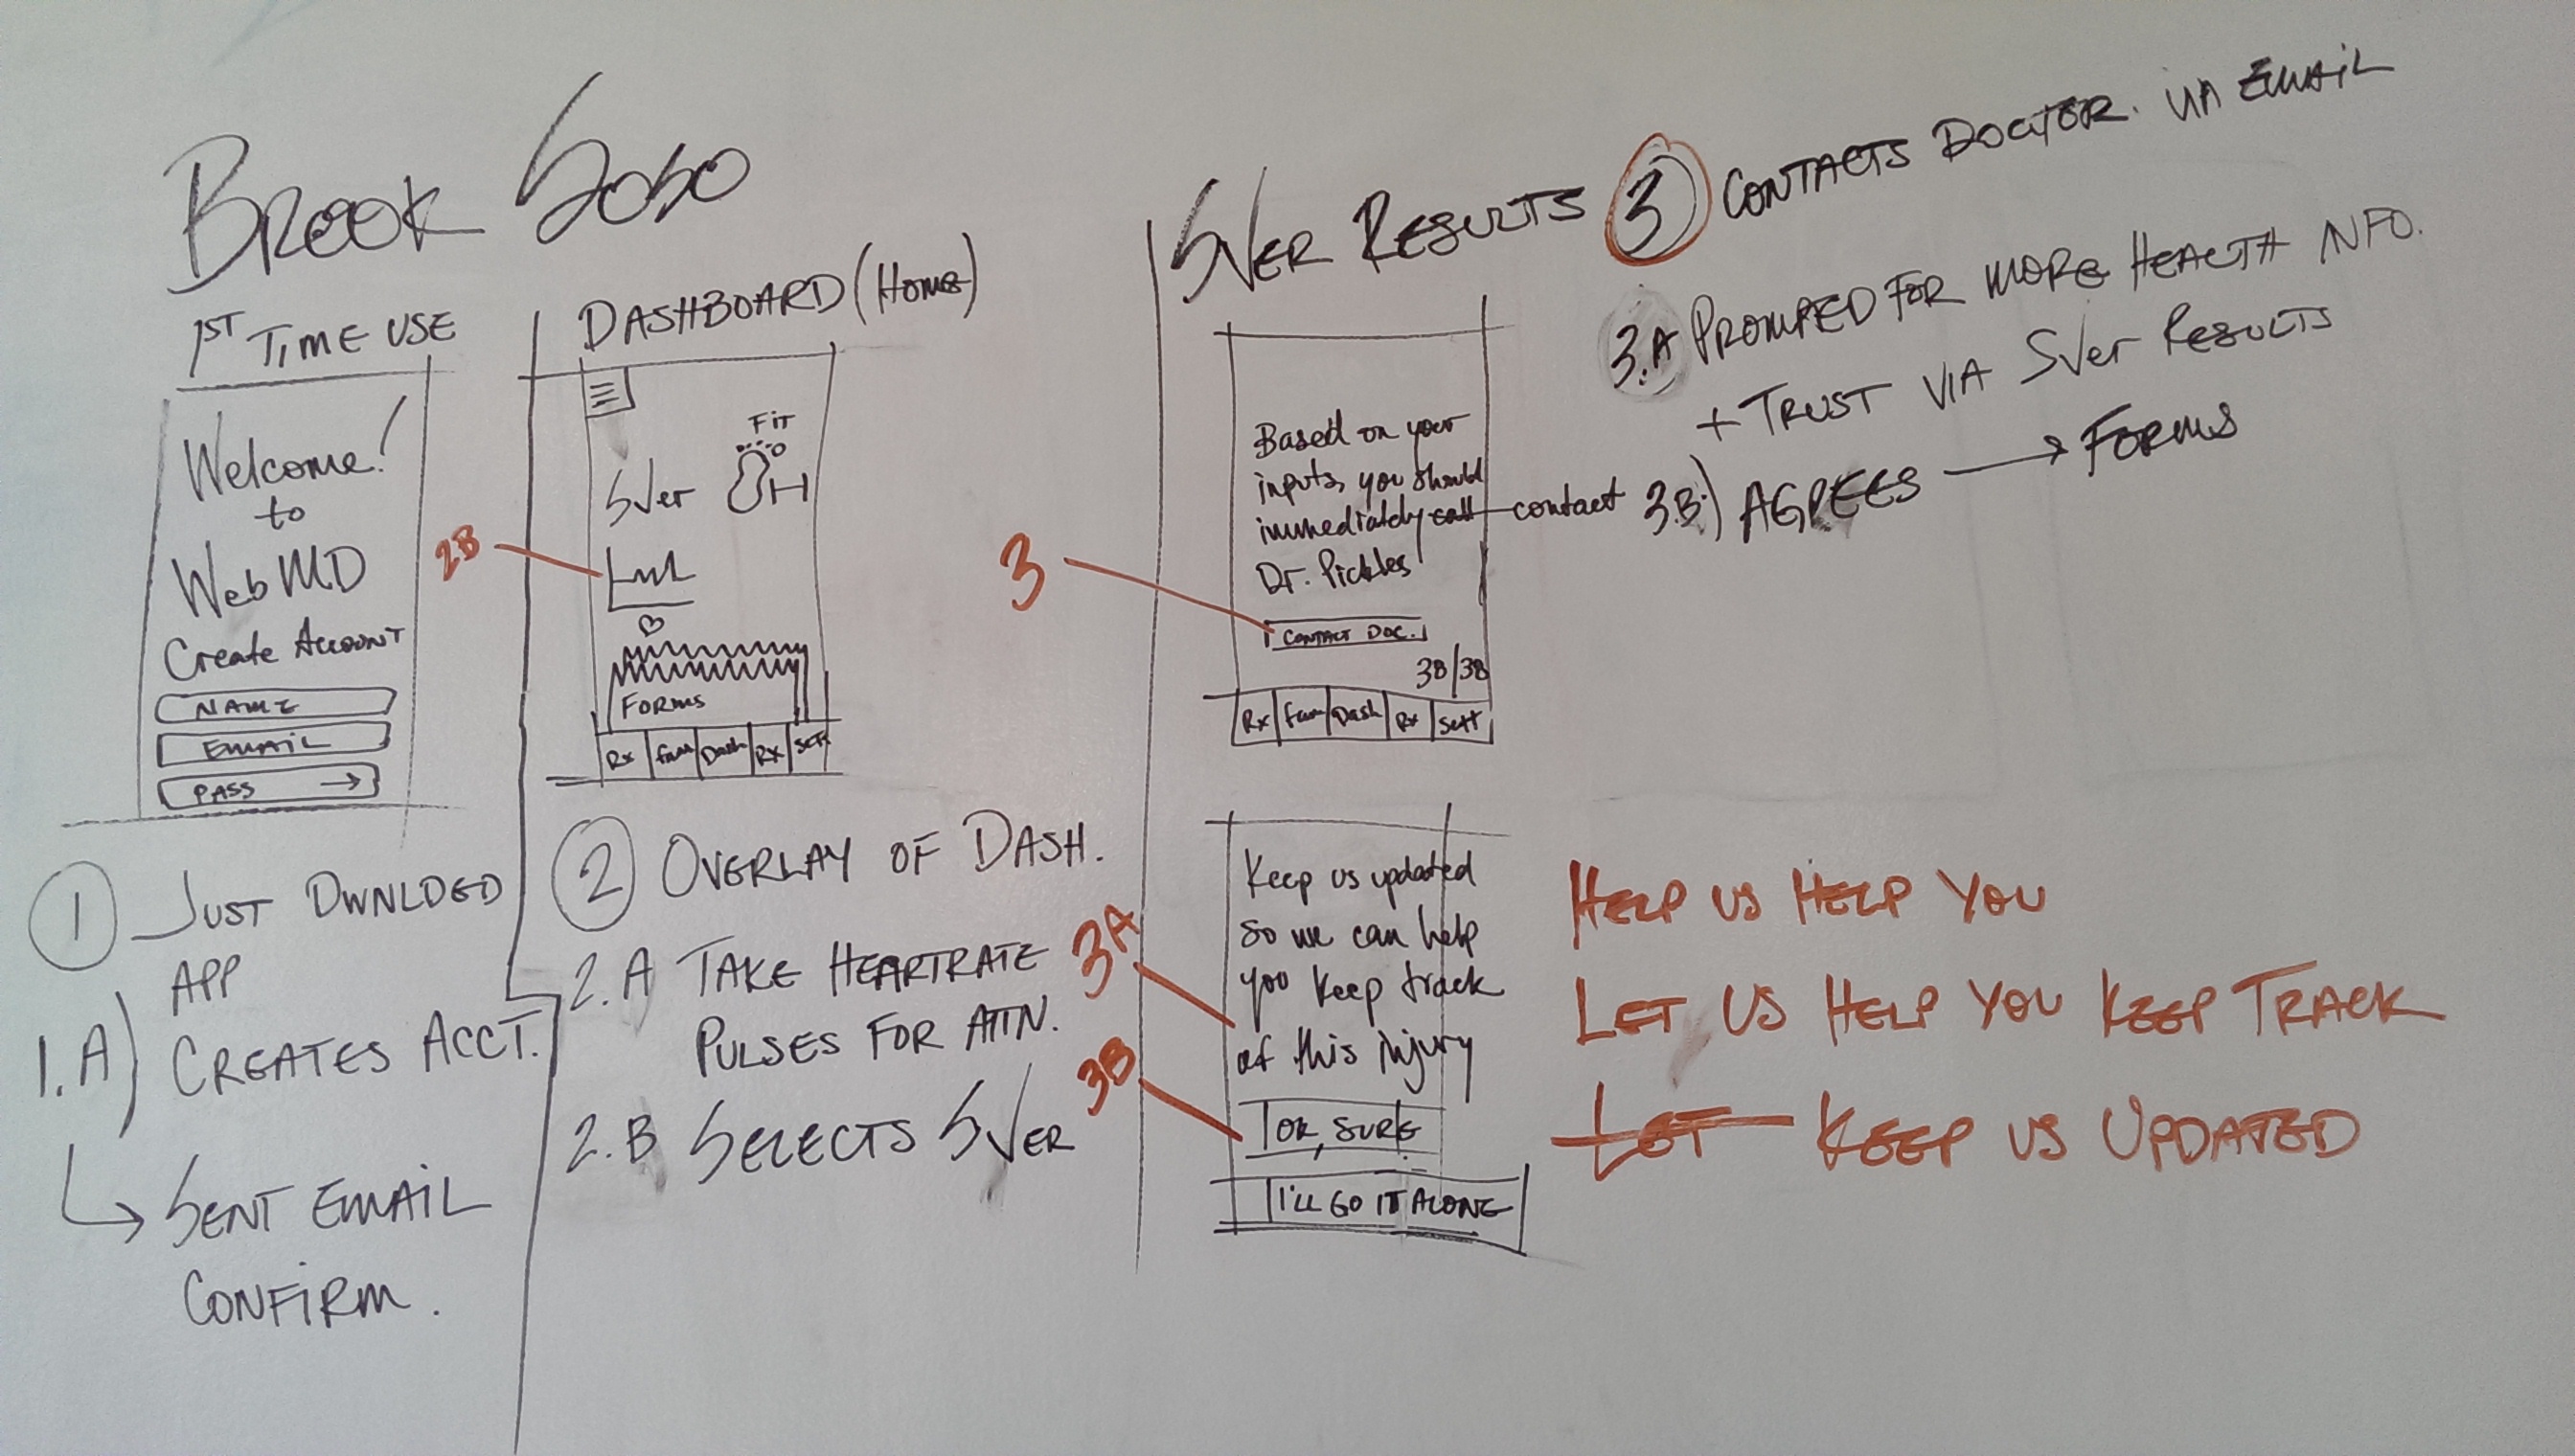 BROOK SOSO
1ST TIME USE
Welcome!
to
WebMD
Create Account
NAME
EMAIL
PASS →
1 JUST DWNLDED
APP
1.A) CREATES ACCT.
↳ SENT EMAIL
CONFIRM.
DASHBOARD (HOME)
FIT
SVer
2B
FORMS
Rx fam Dash Rx Sett
2 OVERLAY OF DASH.
2.A TAKE HEARTRATE
PULSES FOR ATTN.
2.B SELECTS SVER
SVER RESULTS
Based on your
inputs, you should
immediately call contact
Dr. Pickles
3
CONTACT DOC.
3B/3B
Rx fam Dash Rx Sett
Keep us updated
so we can help
you keep track
of this injury
3A
3B
OK, SURE.
I'LL GO IT ALONE
3 CONTACTS DOCTOR. VIA EMAIL
3.A PROMPED FOR MORE HEALTH INFO.
+ TRUST VIA SVer RESULTS
3.B) AGREES → FORMS
HELP US HELP YOU
LET US HELP YOU KEEP TRACK
LET KEEP US UPDATED